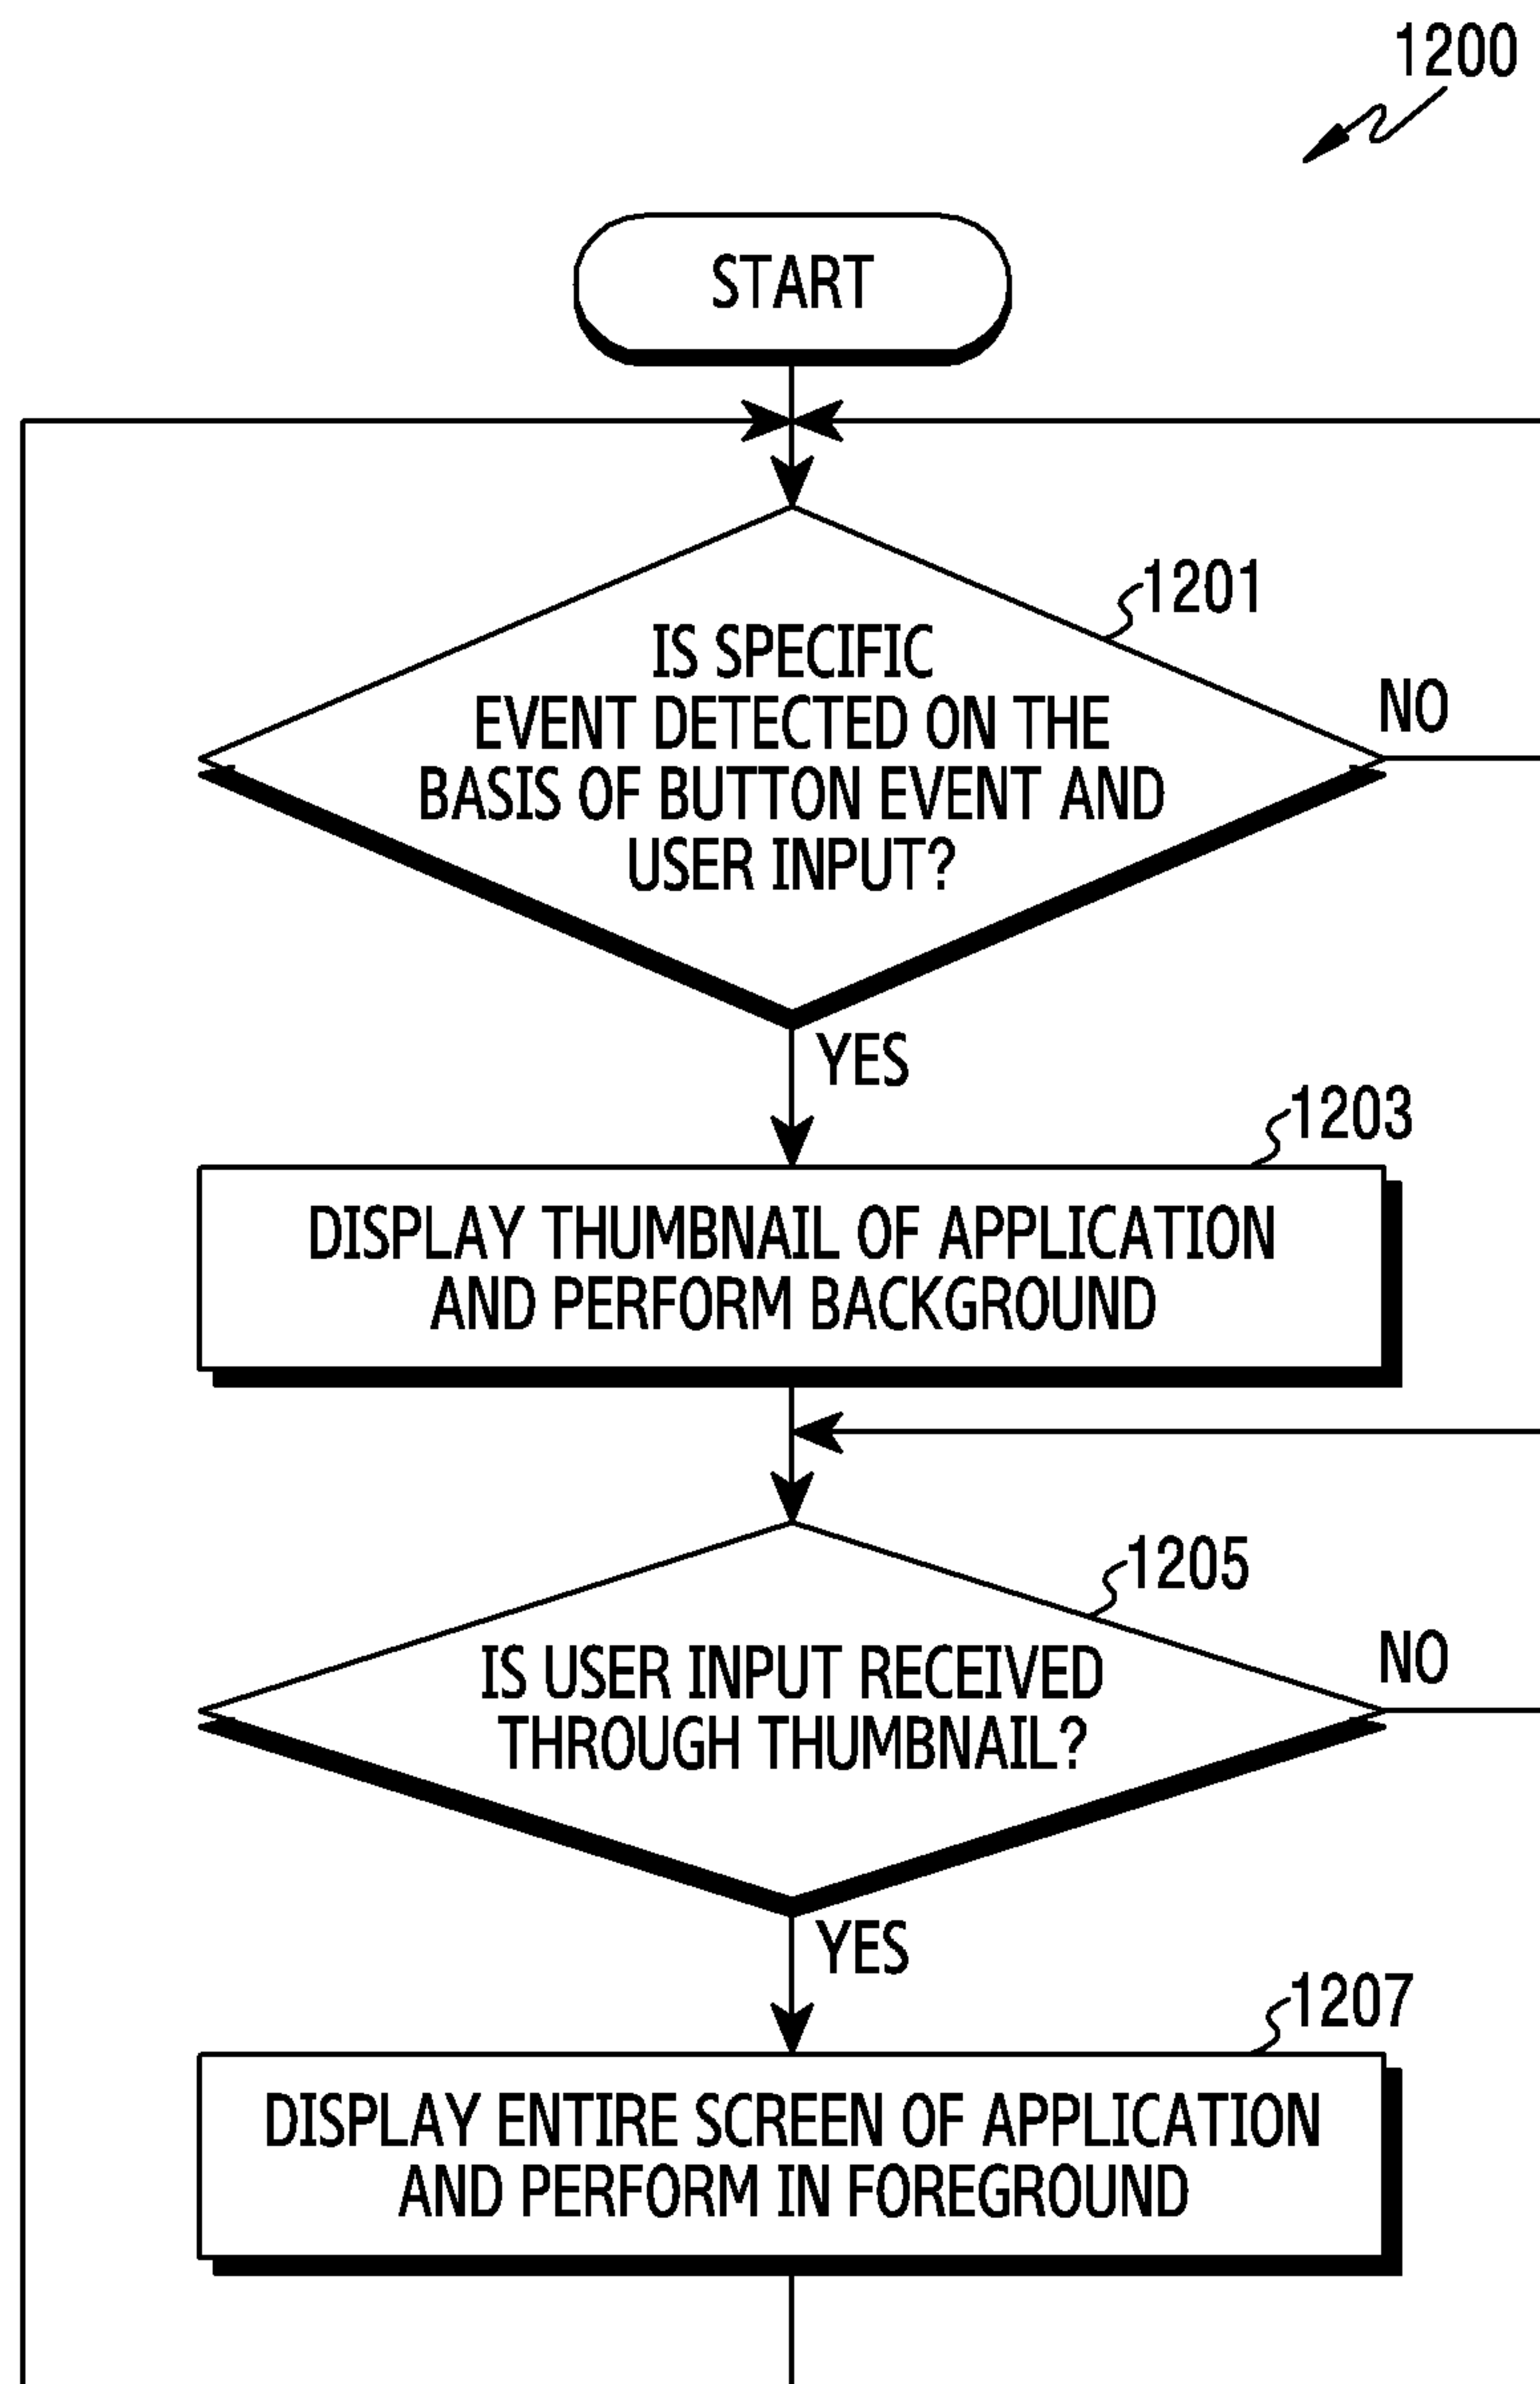 1200
START
1201
IS SPECIFIC
EVENT DETECTED ON THE
BASIS OF BUTTON EVENT AND
USER INPUT?
NO
YES
1203
DISPLAY THUMBNAIL OF APPLICATION
AND PERFORM BACKGROUND
1205
IS USER INPUT RECEIVED
THROUGH THUMBNAIL?
NO
YES
1207
DISPLAY ENTIRE SCREEN OF APPLICATION
AND PERFORM IN FOREGROUND